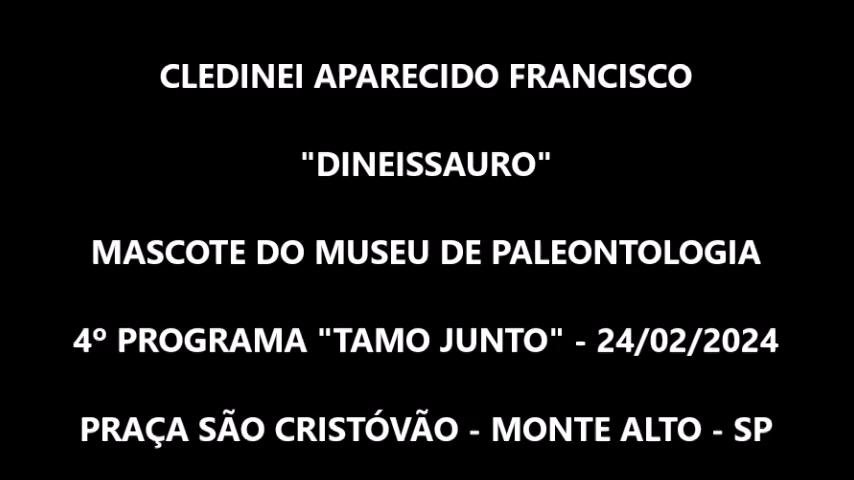 CLEDINEI APARECIDO FRANCISCO
"DINEISSAURO"
MASCOTE DO MUSEU DE PALEONTOLOGIA
4º PROGRAMA "TAMO JUNTO" - 24/02/2024
PRAÇA SÃO CRISTÓVÃO - MONTE ALTO - SP